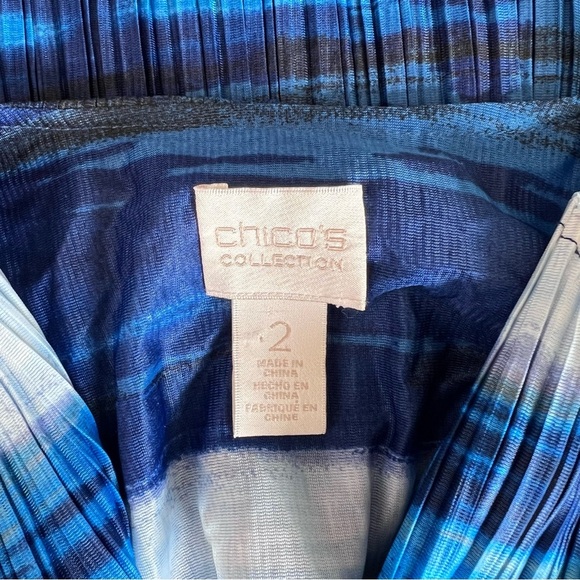 chico's
COLLECTION
2
MADE IN
CHINA
HECHO EN
CHINA
FABRIQUÉ EN
CHINE